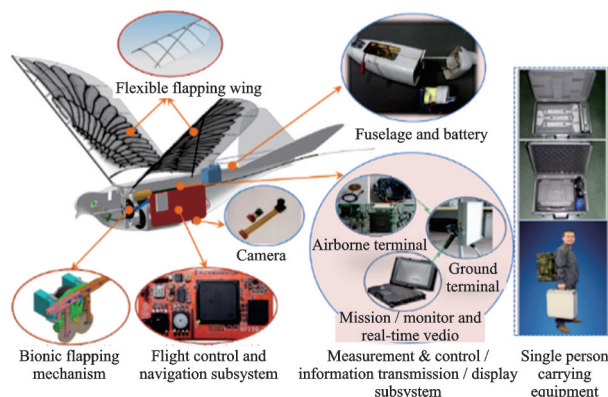 Flexible flapping wing
Fuselage and battery
Camera
Airborne terminal
Ground
terminal
Mission / monitor and
real-time vedio
Bionic flapping
mechanism
Flight control and
navigation subsystem
Measurement & control /
information transmission / display
subsystem
Single person
carrying
equipment